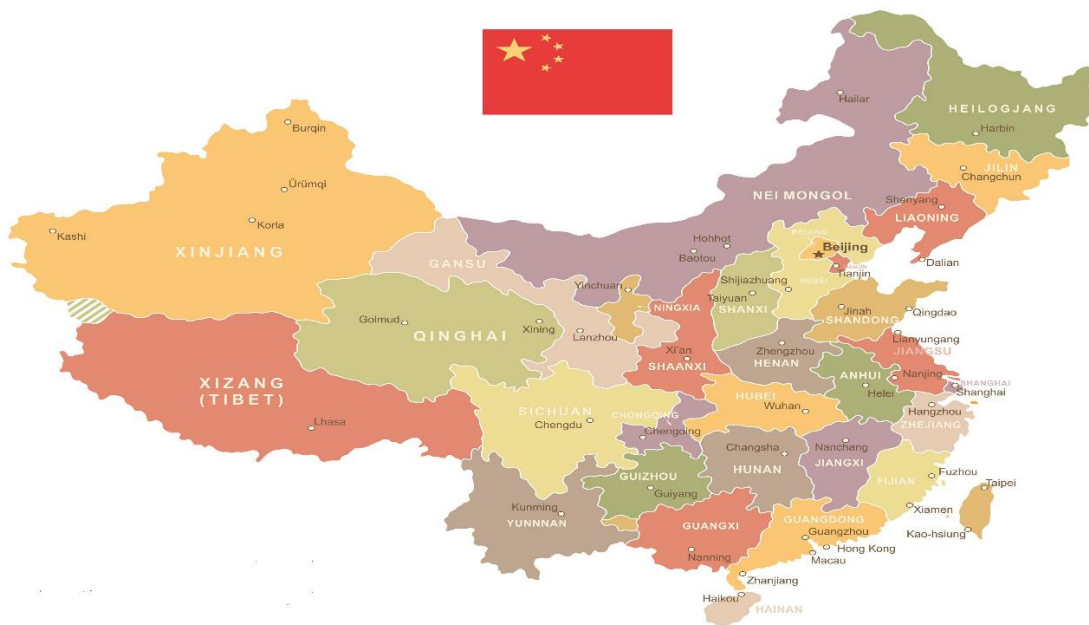 Hailar
HEILOGJANG
Harbin
Burqin
JILIN
Changchun
Ürümqi
NEI MONGOL
Shenyang
LIAONING
Korla
Kashi
XINJIANG
BEIJING
Beijing
Hohhot
Baotou
GANSU
Dalian
Tianjin
Shijiazhuang
HEBEI
Yinchuan
Taiyuan
SHANXI
NINGXIA
Golmud
QINGHAI
Xining
Lanzhou
Jinah
SHANDONG
Qingdao
Lianyungang
JIANGSU
Zhengzhou
HENAN
Xi'an
SHAANXI
XIZANG
(TIBET)
ANHUI
Nanjing
Helei
SHANGHAI
Shanghai
HUBEI
Wuhan
Hangzhou
ZHEJIANG
SICHUAN
Chengdu
CHONGQING
Chengoing
Lhasa
Changsha
HUNAN
Nanchang
JIANGXI
GUIZHOU
Guiyang
FIJIAN
Fuzhou
Taipei
Xiamen
Kunming
YUNNNAN
GUANGXI
Nanning
GUANGDONG
Guangzhou
Kao-hsiung
Hong Kong
Macau
Zhanjiang
Haikou
HAINAN